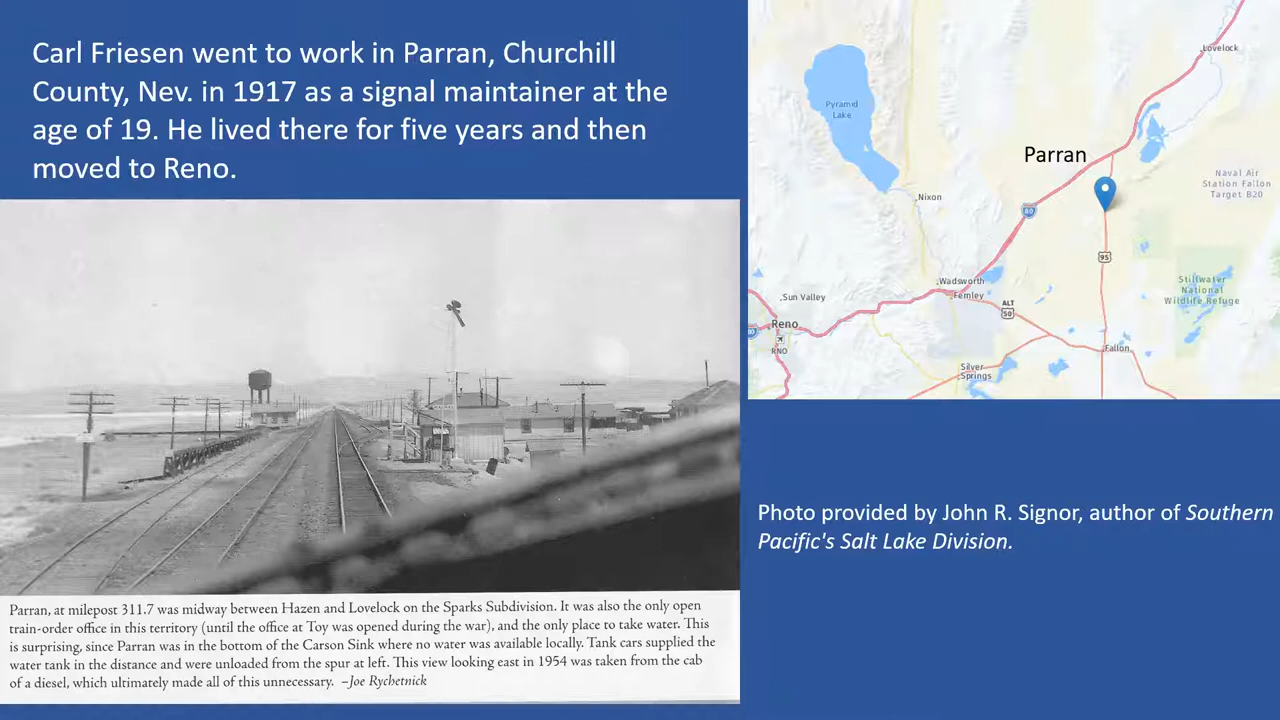 Carl Friesen went to work in Parran, Churchill
County, Nev. in 1917 as a signal maintainer at the
age of 19. He lived there for five years and then
moved to Reno.
Lovelock
Pyramid
Lake
Parran
Naval Air
Station Fallon
Target B20
Nixon
80
95
Wadsworth
Fernley
Stillwater
National
Wildlife Refuge
Sun Valley
ALT
50
Reno
80
RNO
Fallon
Silver
Springs
Photo provided by John R. Signor, author of Southern
Pacific's Salt Lake Division.
Parran, at milepost 311.7 was midway between Hazen and Lovelock on the Sparks Subdivision. It was also the only open
train-order office in this territory (until the office at Toy was opened during the war), and the only place to take water. This
is surprising, since Parran was in the bottom of the Carson Sink where no water was available locally. Tank cars supplied the
water tank in the distance and were unloaded from the spur at left. This view looking east in 1954 was taken from the cab
of a diesel, which ultimately made all of this unnecessary. –Joe Rychetnick